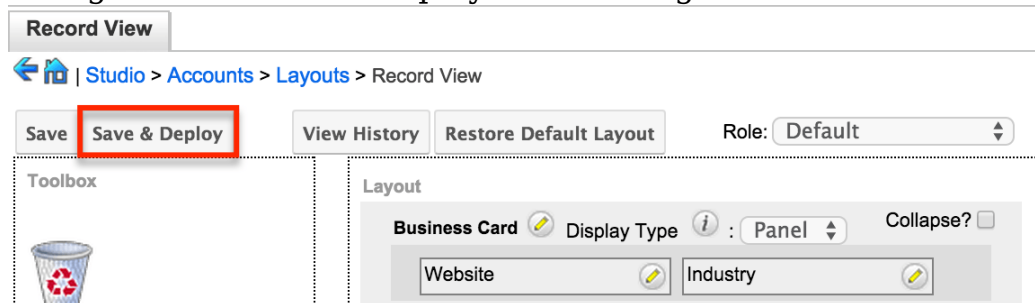 Record View
| Studio > Accounts > Layouts > Record View
Save Save & Deploy View History Restore Default Layout Role: Default
Toolbox
Layout
Business Card Display Type i : Panel Collapse?
Website Industry